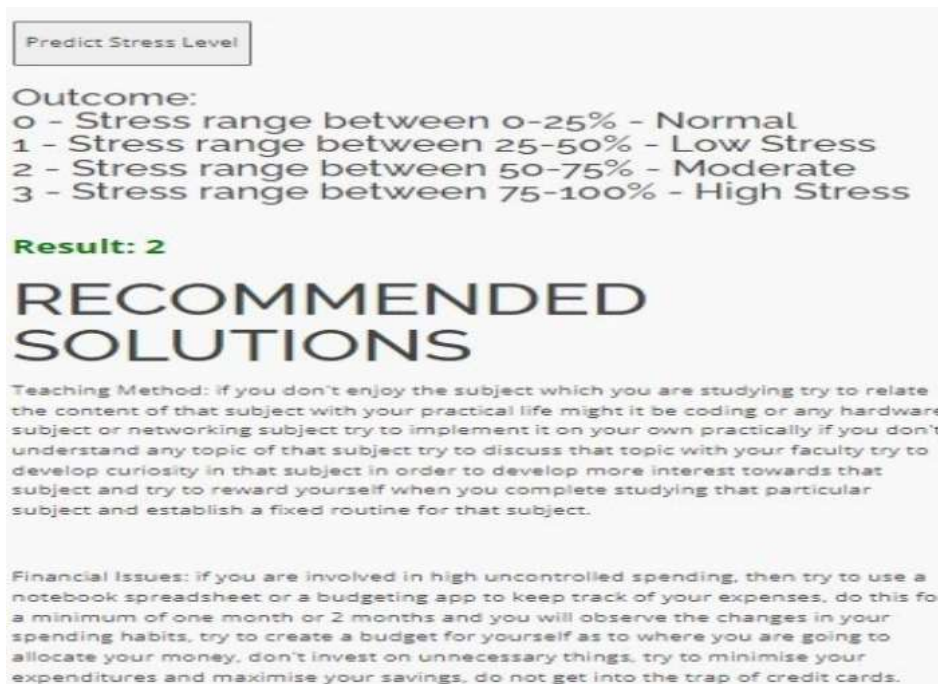 Predict Stress Level
Outcome:
0 - Stress range between 0-25% - Normal
1 - Stress range between 25-50% - Low Stress
2 - Stress range between 50-75% - Moderate
3 - Stress range between 75-100% - High Stress
Result: 2
RECOMMENDED
SOLUTIONS
Teaching Method: if you don't enjoy the subject which you are studying try to relate
the content of that subject with your practical life might it be coding or any hardware
subject or networking subject try to implement it on your own practically if you don't
understand any topic of that subject try to discuss that topic with your faculty try to
develop curiosity in that subject in order to develop more interest towards that
subject and try to reward yourself when you complete studying that particular
subject and establish a fixed routine for that subject.
Financial Issues: if you are involved in high uncontrolled spending, then try to use a
notebook spreadsheet or a budgeting app to keep track of your expenses, do this fo
a minimum of one month or 2 months and you will observe the changes in your
spending habits, try to create a budget for yourself as to where you are going to
allocate your money, don't invest on unnecessary things, try to minimise your
expenditures and maximise your savings, do not get into the trap of credit cards.